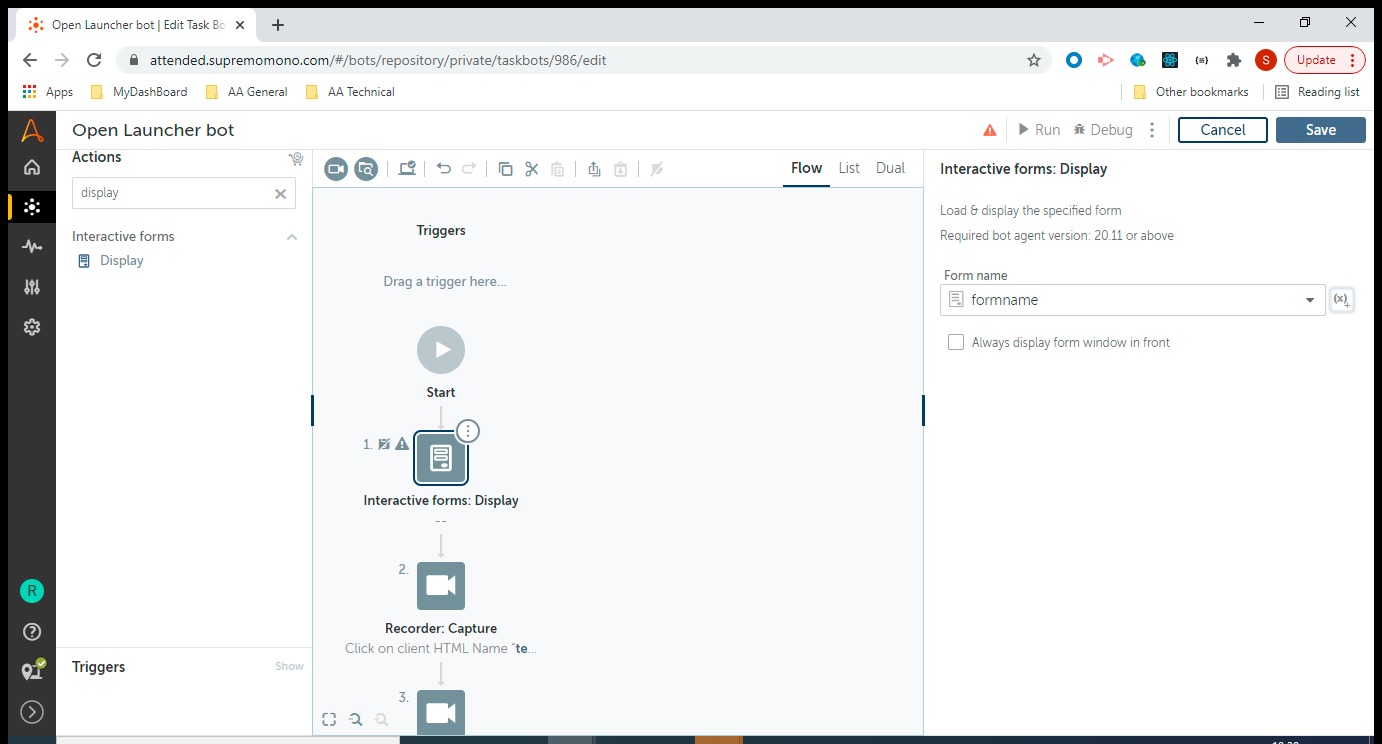 Open Launcher bot | Edit Task Bo
attended.supremomono.com/#/bots/repository/private/taskbots/986/edit
S
Update
Apps
MyDashBoard
AA General
AA Technical
Other bookmarks
Reading list
Open Launcher bot
Run
Debug
Cancel
Save
Actions
display
Interactive forms
Display
Flow
List
Dual
Triggers
Drag a trigger here...
Start
1.
Interactive forms: Display
--
2.
Recorder: Capture
Click on client HTML Name "te...
3.
Interactive forms: Display
Load & display the specified form
Required bot agent version: 20.11 or above
Form name
formname
(x)+
Always display form window in front
R
Triggers
Show